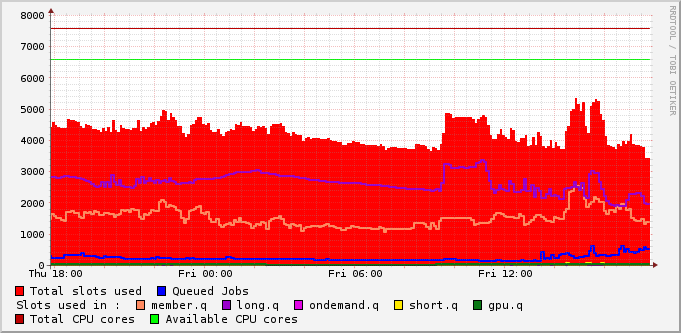 8000
7000
6000
5000
4000
3000
2000
1000
0
Thu 18:00 Fri 00:00 Fri 06:00 Fri 12:00
RRDTOOL / TOBI OETIKER
Total slots used Queued Jobs
Slots used in : member.q long.q ondemand.q short.q gpu.q
Total CPU cores Available CPU cores